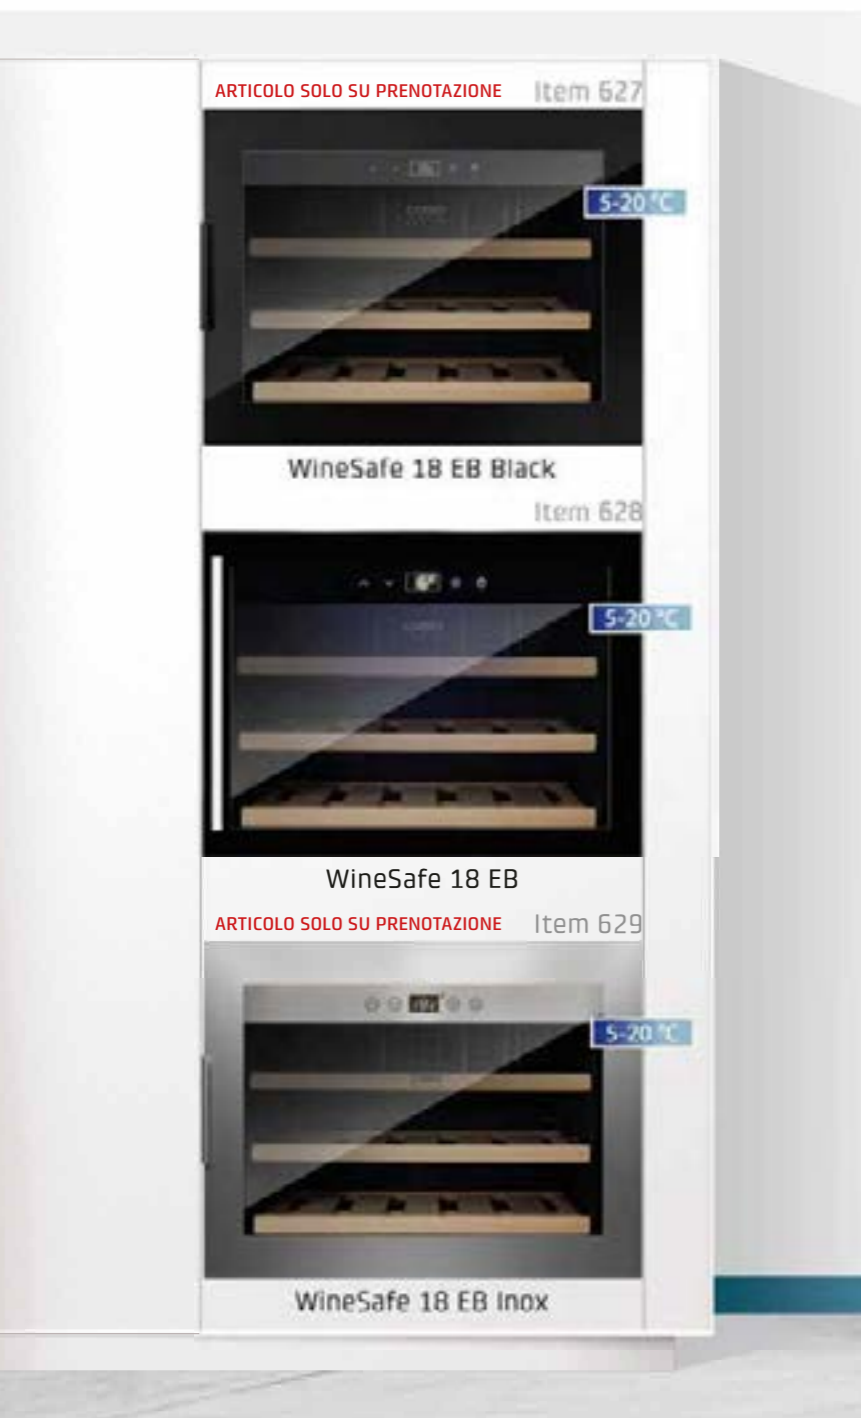 ARTICOLO SOLO SU PRENOTAZIONE Item 627
5-20 °C
WineSafe 18 EB Black
Item 628
5-20 °C
WineSafe 18 EB
ARTICOLO SOLO SU PRENOTAZIONE Item 629
5-20 °C
WineSafe 18 EB Inox